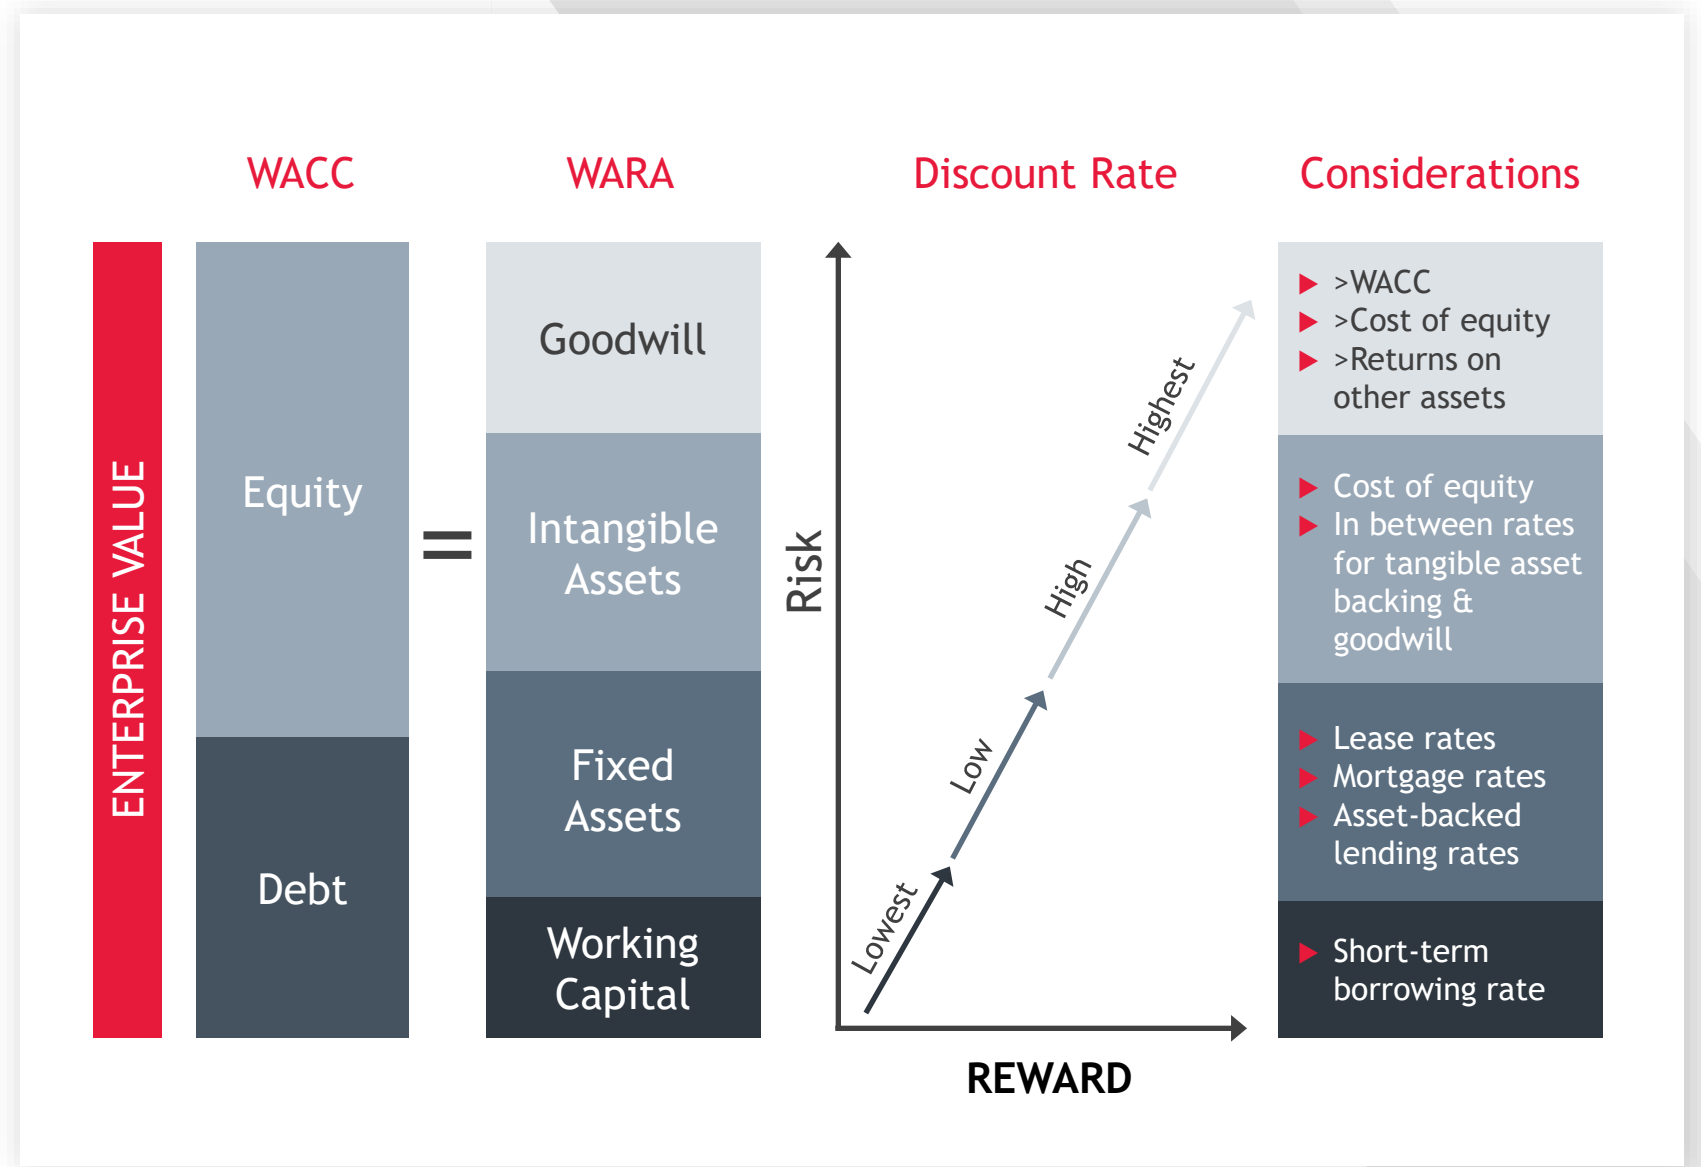 WACC
WARA
Discount Rate
Considerations
ENTERPRISE VALUE
Equity
Debt
=
Goodwill
Intangible
Assets
Fixed
Assets
Working
Capital
Risk
Highest
High
Low
Lowest
REWARD
>WACC
>Cost of equity
>Returns on
other assets
Cost of equity
In between rates
for tangible asset
backing &
goodwill
Lease rates
Mortgage rates
Asset-backed
lending rates
Short-term
borrowing rate